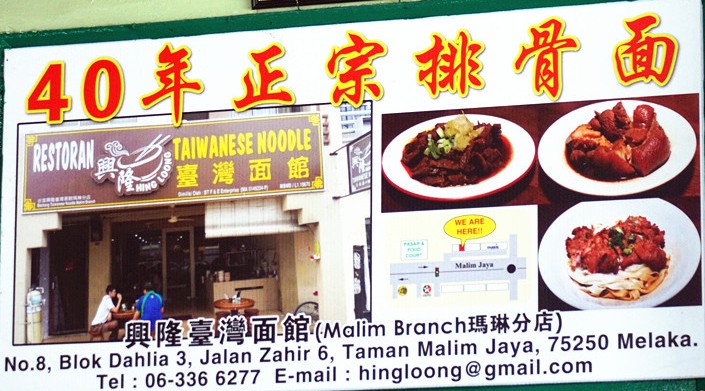 40年正宗排骨面
RESTORAN 興隆 HING LOONG TAIWANESE NOODLE
臺灣面館
WE ARE HERE!!
PASAR & FOOD COURT
Malim Jaya
興隆臺灣面館(Malim Branch瑪琳分店)
No.8, Blok Dahlia 3, Jalan Zahir 6, Taman Malim Jaya, 75250 Melaka.
Tel : 06-336 6277 E-mail : hingloong@gmail.com